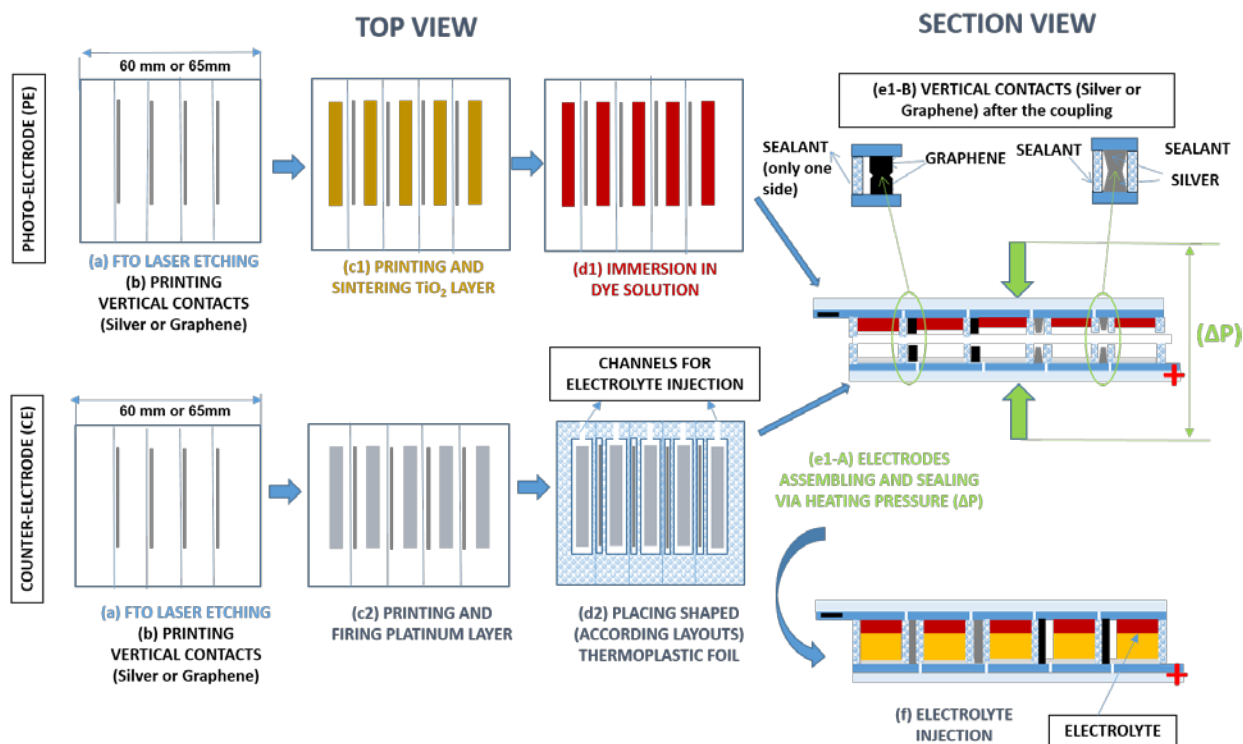 TOP VIEW
SECTION VIEW
PHOTO-ELCTRODE (PE)
60 mm or 65mm
(a) FTO LASER ETCHING
(b) PRINTING
VERTICAL CONTACTS
(Silver or Graphene)
(c1) PRINTING AND
SINTERING TiO₂ LAYER
(d1) IMMERSION IN
DYE SOLUTION
(e1-B) VERTICAL CONTACTS (Silver or
Graphene) after the coupling
SEALANT
(only one
side)
GRAPHENE
SEALANT
SEALANT
SILVER
(ΔP)
+
COUNTER-ELECTRODE (CE)
60 mm or 65mm
(a) FTO LASER ETCHING
(b) PRINTING
VERTICAL CONTACTS
(Silver or Graphene)
(c2) PRINTING AND
FIRING PLATINUM LAYER
CHANNELS FOR
ELECTROLYTE INJECTION
(d2) PLACING SHAPED
(ACCORDING LAYOUTS)
THERMOPLASTIC FOIL
(e1-A) ELECTRODES
ASSEMBLING AND SEALING
VIA HEATING PRESSURE (ΔP)
+
(f) ELECTROLYTE
INJECTION
ELECTROLYTE